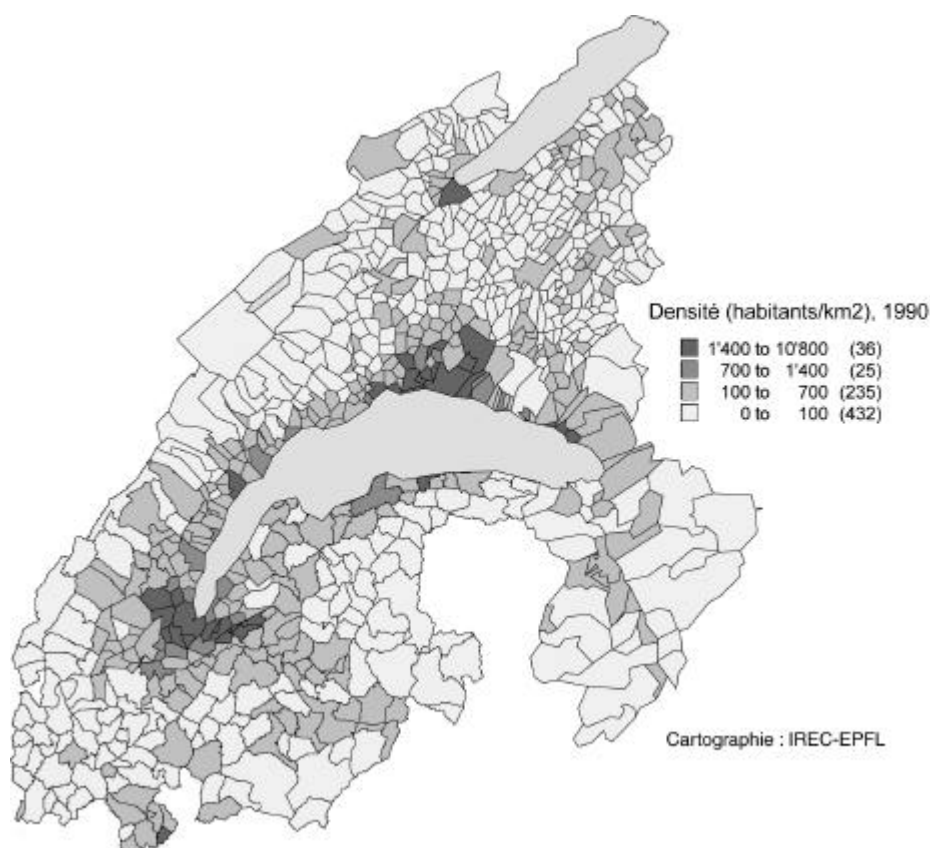 Densité (habitants/km2), 1990
1'400 to 10'800 (36)
700 to 1'400 (25)
100 to 700 (235)
0 to 100 (432)
Cartographie : IREC-EPFL